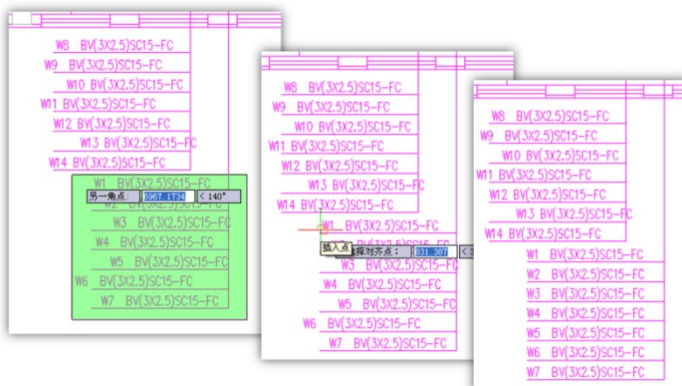 W8 BV(3X2.5)SC15-FC
W9 BV(3X2.5)SC15-FC
W10 BV(3X2.5)SC15-FC
W11 BV(3X2.5)SC15-FC
W12 BV(3X2.5)SC15-FC
W13 BV(3X2.5)SC15-FC
W14 BV(3X2.5)SC15-FC
W1 BV(3X2.5)SC15-FC
另一角点: <140°
W2 BV(3X2.5)SC15-FC
W3 BV(3X2.5)SC15-FC
W4 BV(3X2.5)SC15-FC
W5 BV(3X2.5)SC15-FC
W6 BV(3X2.5)SC15-FC
W7 BV(3X2.5)SC15-FC
W8 BV(3X2.5)SC15-FC
W9 BV(3X2.5)SC15-FC
W10 BV(3X2.5)SC15-FC
W11 BV(3X2.5)SC15-FC
W12 BV(3X2.5)SC15-FC
W13 BV(3X2.5)SC15-FC
W14 BV(3X2.5)SC15-FC
W1 BV(3X2.5)SC15-FC
插入点 择对齐点:
W3 BV(3X2.5)SC15-FC
W4 BV(3X2.5)SC15-FC
W5 BV(3X2.5)SC15-FC
W6 BV(3X2.5)SC15-FC
W7 BV(3X2.5)SC15-FC
W8 BV(3X2.5)SC15-FC
W9 BV(3X2.5)SC15-FC
W10 BV(3X2.5)SC15-FC
W11 BV(3X2.5)SC15-FC
W12 BV(3X2.5)SC15-FC
W13 BV(3X2.5)SC15-FC
W14 BV(3X2.5)SC15-FC
W1 BV(3X2.5)SC15-FC
W2 BV(3X2.5)SC15-FC
W3 BV(3X2.5)SC15-FC
W4 BV(3X2.5)SC15-FC
W5 BV(3X2.5)SC15-FC
W6 BV(3X2.5)SC15-FC
W7 BV(3X2.5)SC15-FC